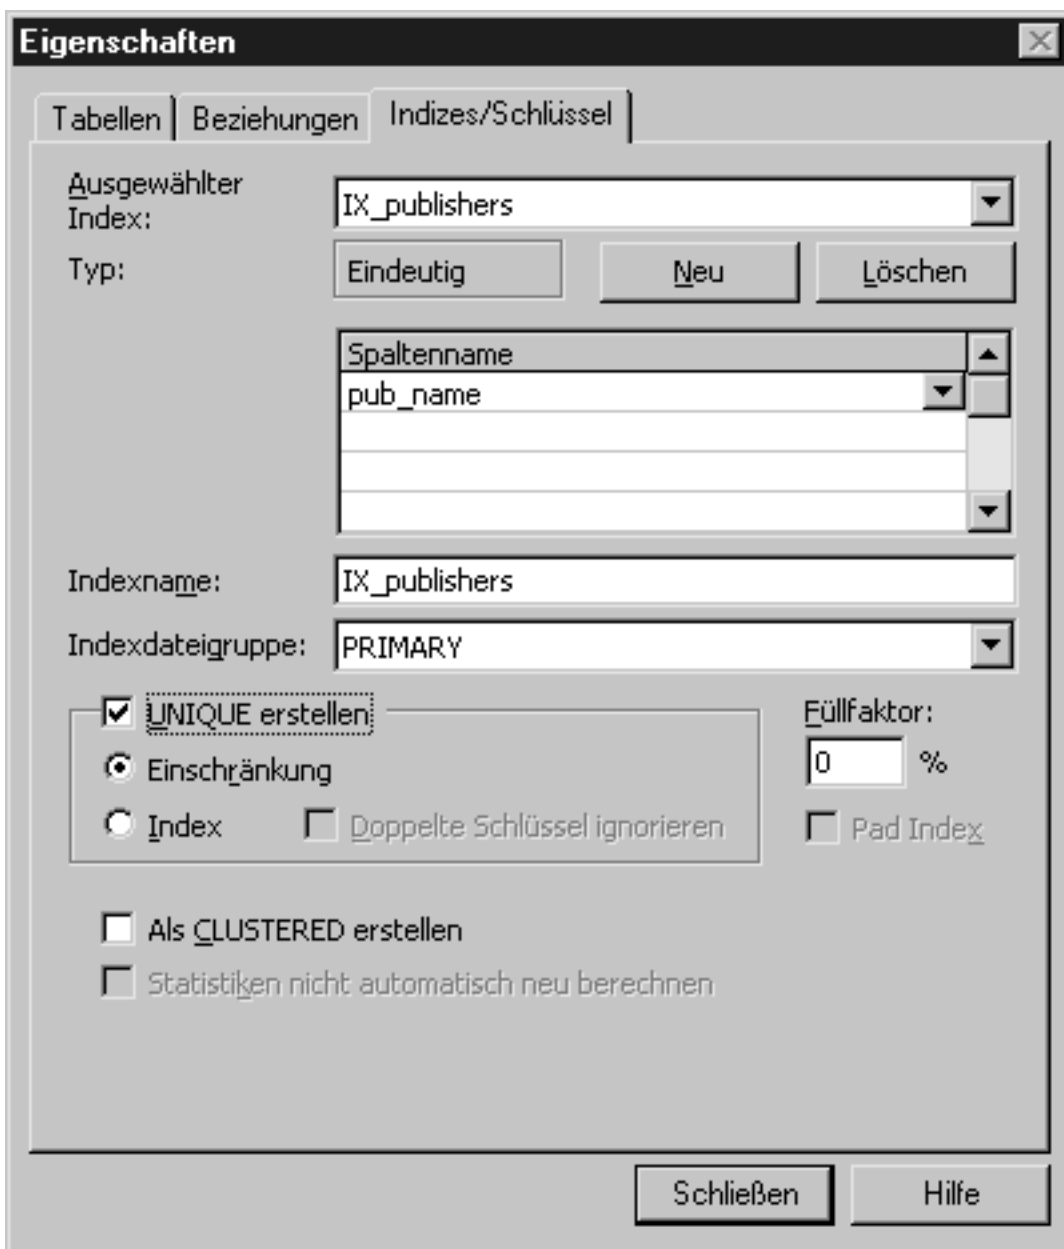 Eigenschaften
Tabellen Beziehungen Indizes/Schlüssel
Ausgewählter
Index: IX_publishers
Typ: Eindeutig Neu Löschen
Spaltenname
pub_name
Indexname: IX_publishers
Indexdateigruppe: PRIMARY
UNIQUE erstellen Füllfaktor:
Einschränkung 0 %
Index Doppelte Schlüssel ignorieren Pad Index
Als CLUSTERED erstellen
Statistiken nicht automatisch neu berechnen
Schließen Hilfe